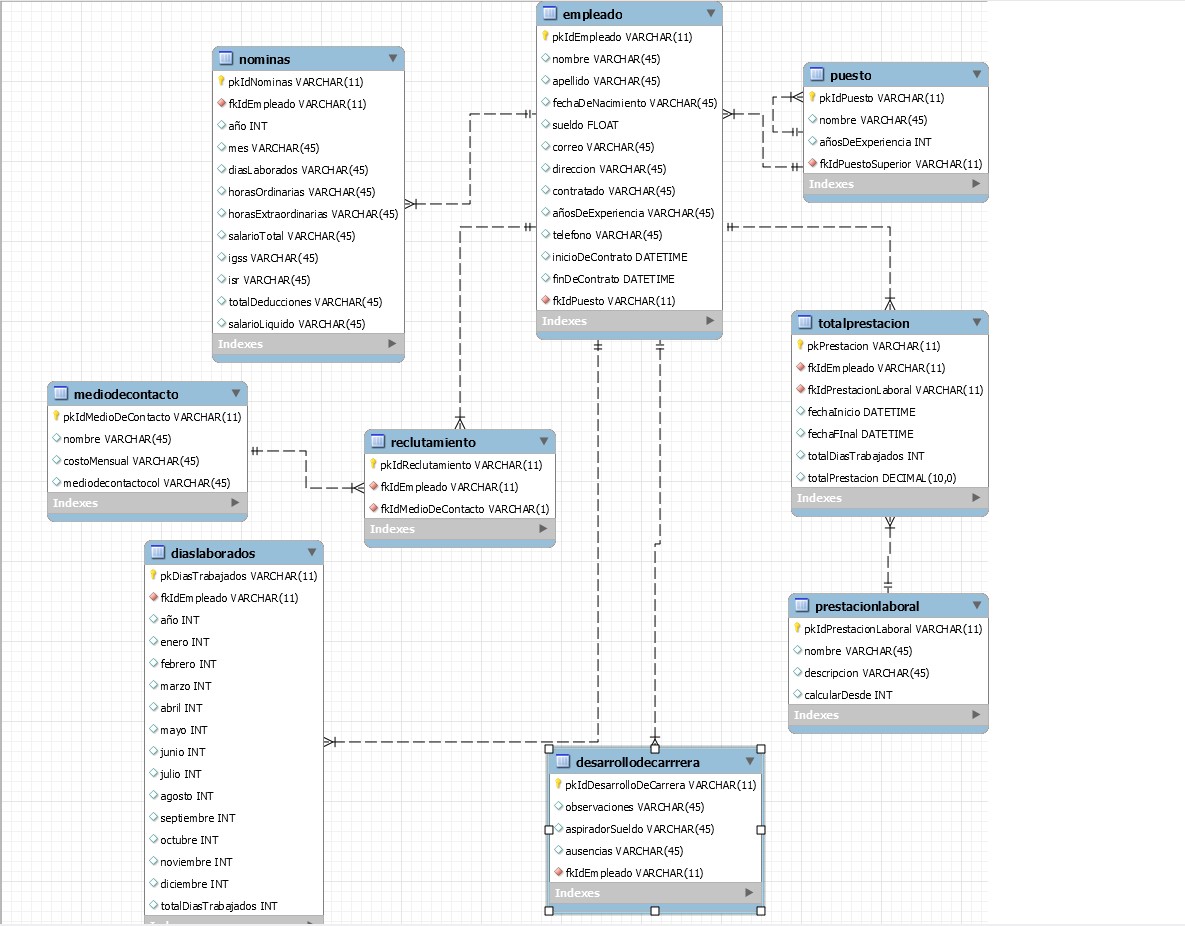 empleado
pkIdEmpleado VARCHAR(11)
nombre VARCHAR(45)
apellido VARCHAR(45)
fechaDeNacimiento VARCHAR(45)
sueldo FLOAT
correo VARCHAR(45)
direccion VARCHAR(45)
contratado VARCHAR(45)
añosDeExperiencia VARCHAR(45)
telefono VARCHAR(45)
inicioDeContrato DATETIME
finDeContrato DATETIME
fkIdPuesto VARCHAR(11)
Indexes
nominas
pkIdNominas VARCHAR(11)
fkIdEmpleado VARCHAR(11)
año INT
mes VARCHAR(45)
diasLaborados VARCHAR(45)
horasOrdinarias VARCHAR(45)
horasExtraordinarias VARCHAR(45)
salarioTotal VARCHAR(45)
igss VARCHAR(45)
isr VARCHAR(45)
totalDeducciones VARCHAR(45)
salarioLiquido VARCHAR(45)
Indexes
puesto
pkIdPuesto VARCHAR(11)
nombre VARCHAR(45)
añosDeExperiencia INT
fkIdPuestoSuperior VARCHAR(11)
Indexes
totalprestacion
pkPrestacion VARCHAR(11)
fkIdEmpleado VARCHAR(11)
fkIdPrestacionLaboral VARCHAR(11)
fechaInicio DATETIME
fechaFInal DATETIME
totalDiasTrabajados INT
totalPrestacion DECIMAL(10,0)
Indexes
mediodecontacto
pkIdMedioDeContacto VARCHAR(11)
nombre VARCHAR(45)
costoMensual VARCHAR(45)
mediodecontactocol VARCHAR(45)
Indexes
reclutamiento
pkIdReclutamiento VARCHAR(11)
fkIdEmpleado VARCHAR(11)
fkIdMedioDeContacto VARCHAR(1)
Indexes
diaslaborados
pkDiasTrabajados VARCHAR(11)
fkIdEmpleado VARCHAR(11)
año INT
enero INT
febrero INT
marzo INT
abril INT
mayo INT
junio INT
julio INT
agosto INT
septiembre INT
octubre INT
noviembre INT
diciembre INT
totalDiasTrabajados INT
prestacionlaboral
pkIdPrestacionLaboral VARCHAR(11)
nombre VARCHAR(45)
descripcion VARCHAR(45)
calcularDesde INT
Indexes
desarrollodecarrrera
pkIdDesarrolloDeCarrera VARCHAR(11)
observaciones VARCHAR(45)
aspiradorSueldo VARCHAR(45)
ausencias VARCHAR(45)
fkIdEmpleado VARCHAR(11)
Indexes